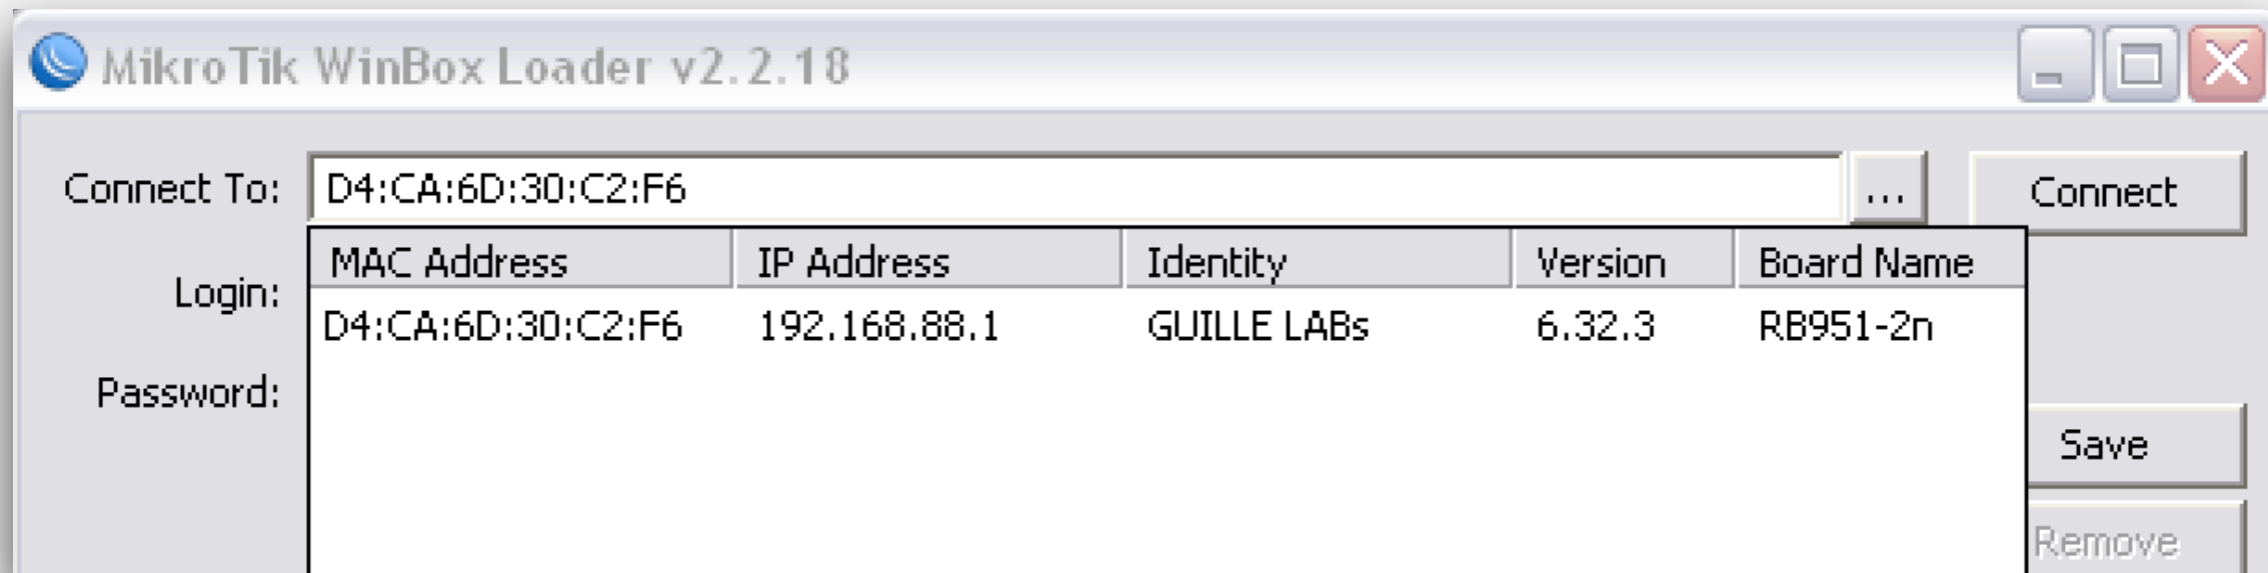 MikroTik WinBox Loader v2.2.18
Connect To: D4:CA:6D:30:C2:F6 ... Connect
MAC Address IP Address Identity Version Board Name
Login:
D4:CA:6D:30:C2:F6 192.168.88.1 GUILLE LABs 6.32.3 RB951-2n
Password:
Save
Remove